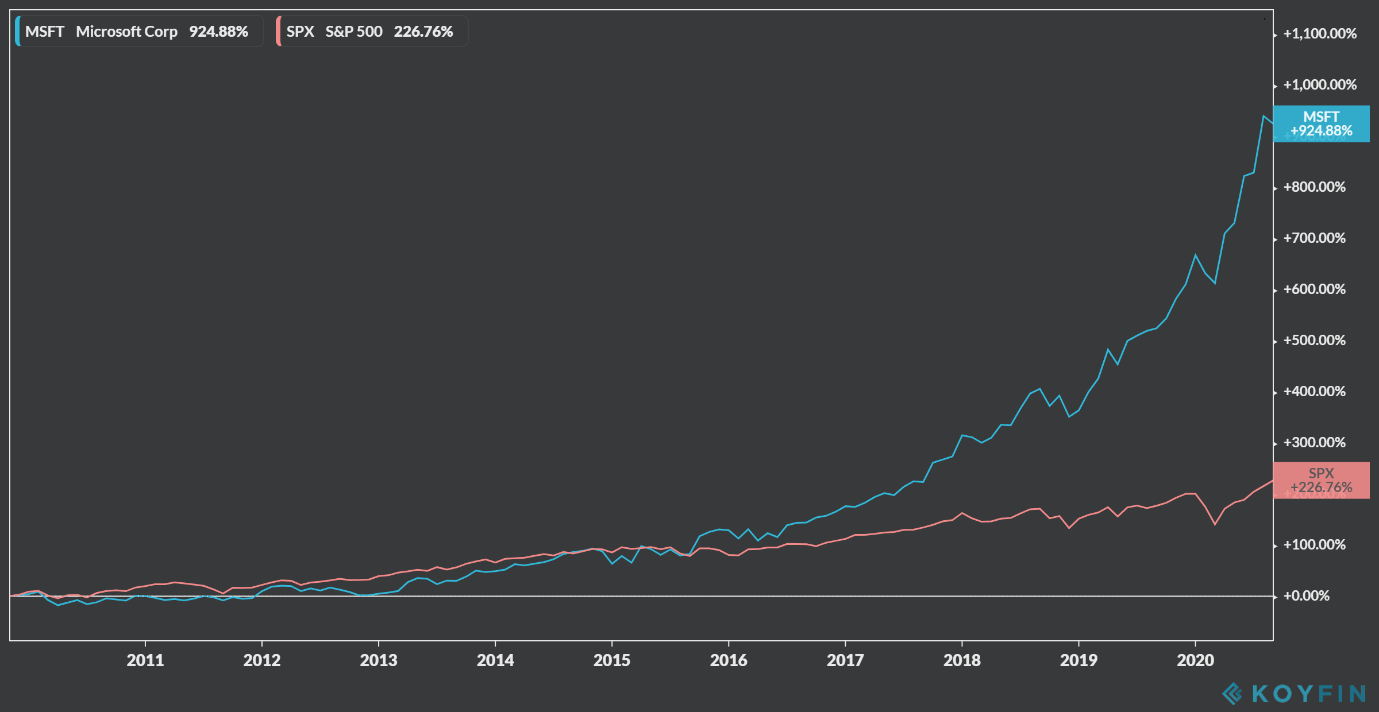 MSFT Microsoft Corp 924.88%
SPX S&P 500 226.76%
+1,100.00%
+1,000.00%
MSFT
+924.88%
+800.00%
+700.00%
+600.00%
+500.00%
+400.00%
+300.00%
SPX
+226.76%
+100.00%
+0.00%
2011 2012 2013 2014 2015 2016 2017 2018 2019 2020
KOYFIN